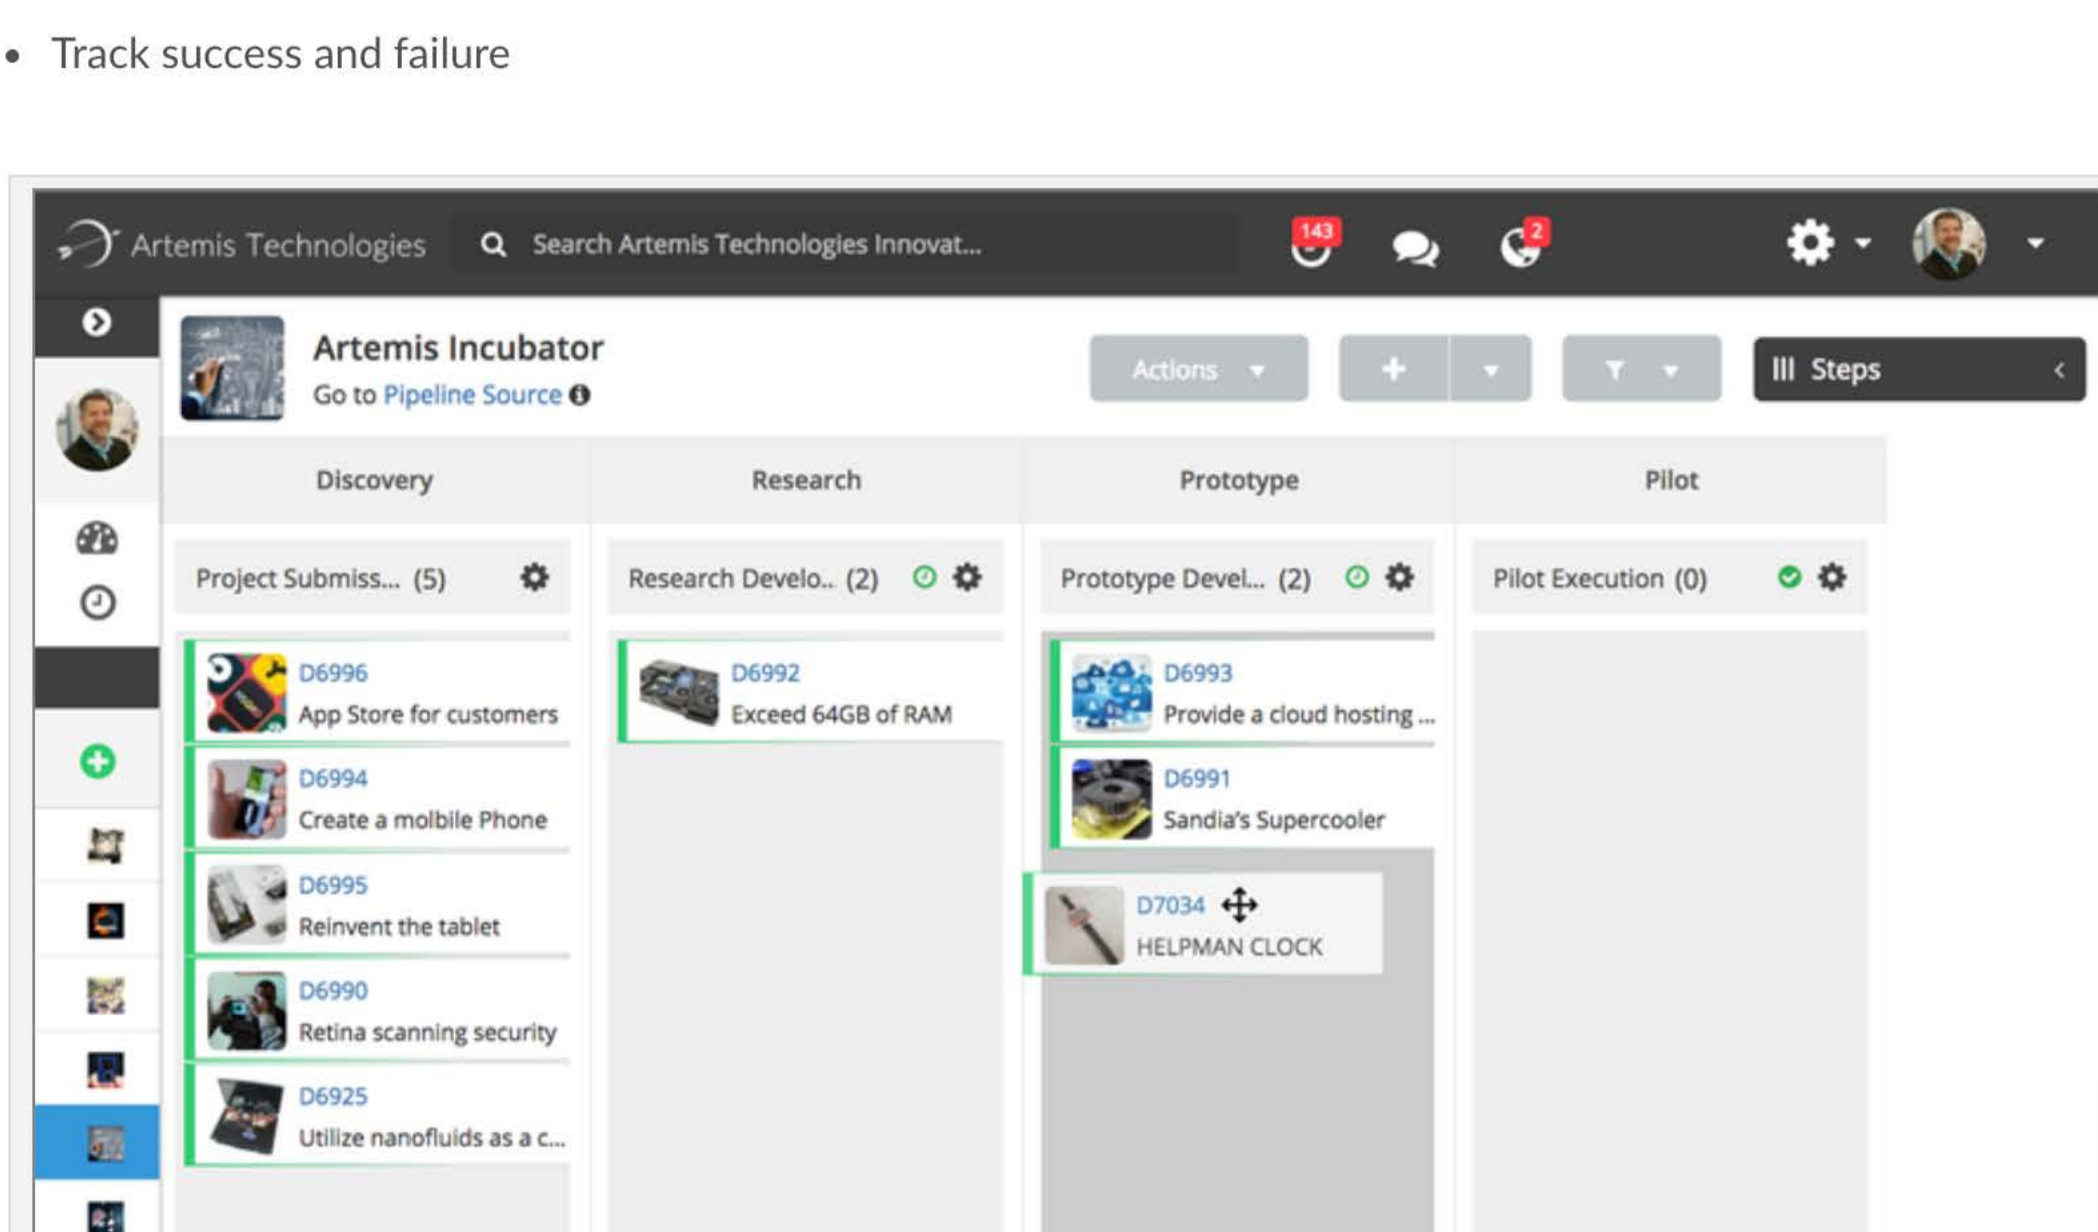 • Track success and failure
Artemis Technologies
Search Artemis Technologies Innovat...
143
2
Artemis Incubator
Go to Pipeline Source
Actions
Steps
Discovery
Research
Prototype
Pilot
Project Submiss... (5)
Research Develo.. (2)
Prototype Devel... (2)
Pilot Execution (0)
D6996
App Store for customers
D6994
Create a molbile Phone
D6995
Reinvent the tablet
D6990
Retina scanning security
D6925
Utilize nanofluids as a c...
D6992
Exceed 64GB of RAM
D6993
Provide a cloud hosting ...
D6991
Sandia's Supercooler
D7034
HELPMAN CLOCK